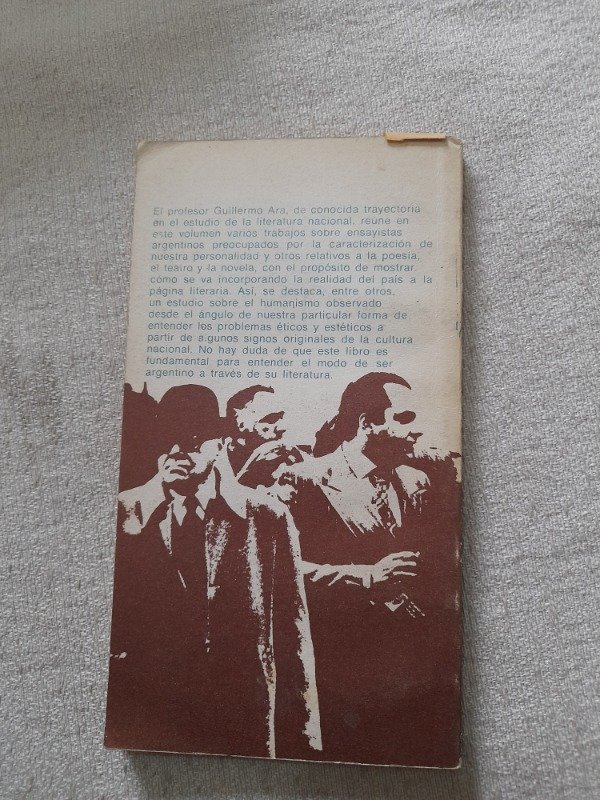 El profesor Guillermo Ara, de conocida trayectoria
en el estudio de la literatura nacional, reúne en
este volumen varios trabajos sobre ensayistas
argentinos preocupados por la caracterización de
nuestra personalidad y otros relativos a la poesía,
el teatro y la novela, con el propósito de mostrar
cómo se va incorporando la realidad del país a la
página literaria. Así, se destaca, entre otros,
un estudio sobre el humanismo observado
desde el ángulo de nuestra particular forma de
entender los problemas éticos y estéticos a
partir de algunos signos originales de la cultura
nacional. No hay duda de que este libro es
fundamental para entender el modo de ser
argentino a través de su literatura.